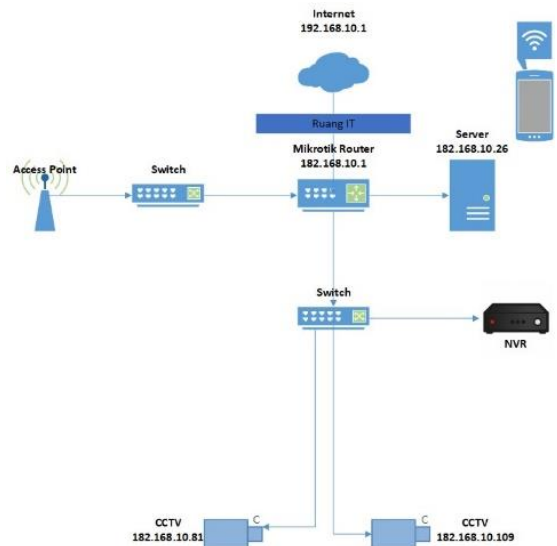 Internet
192.168.10.1
Ruang IT
Mikrotik Router
182.168.10.1
Server
182.168.10.26
Access Point
Switch
Switch
NVR
C
CCTV
182.168.10.81
C
CCTV
182.168.10.109